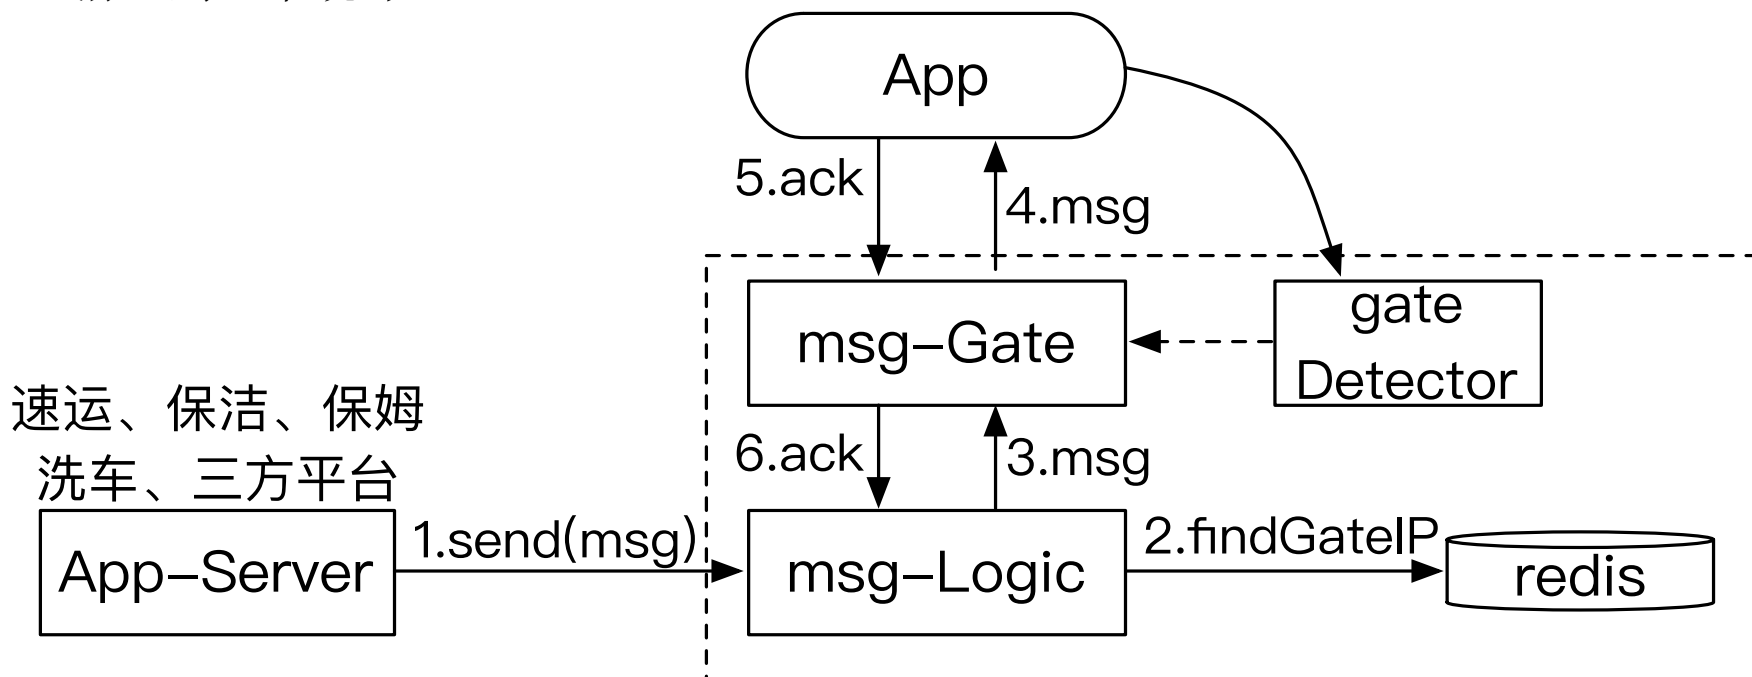 App
5.ack
4.msg
msg-Gate
gate
Detector
速运、保洁、保姆
洗车、三方平台
6.ack
3.msg
App-Server
1.send(msg)
msg-Logic
2.findGateIP
redis